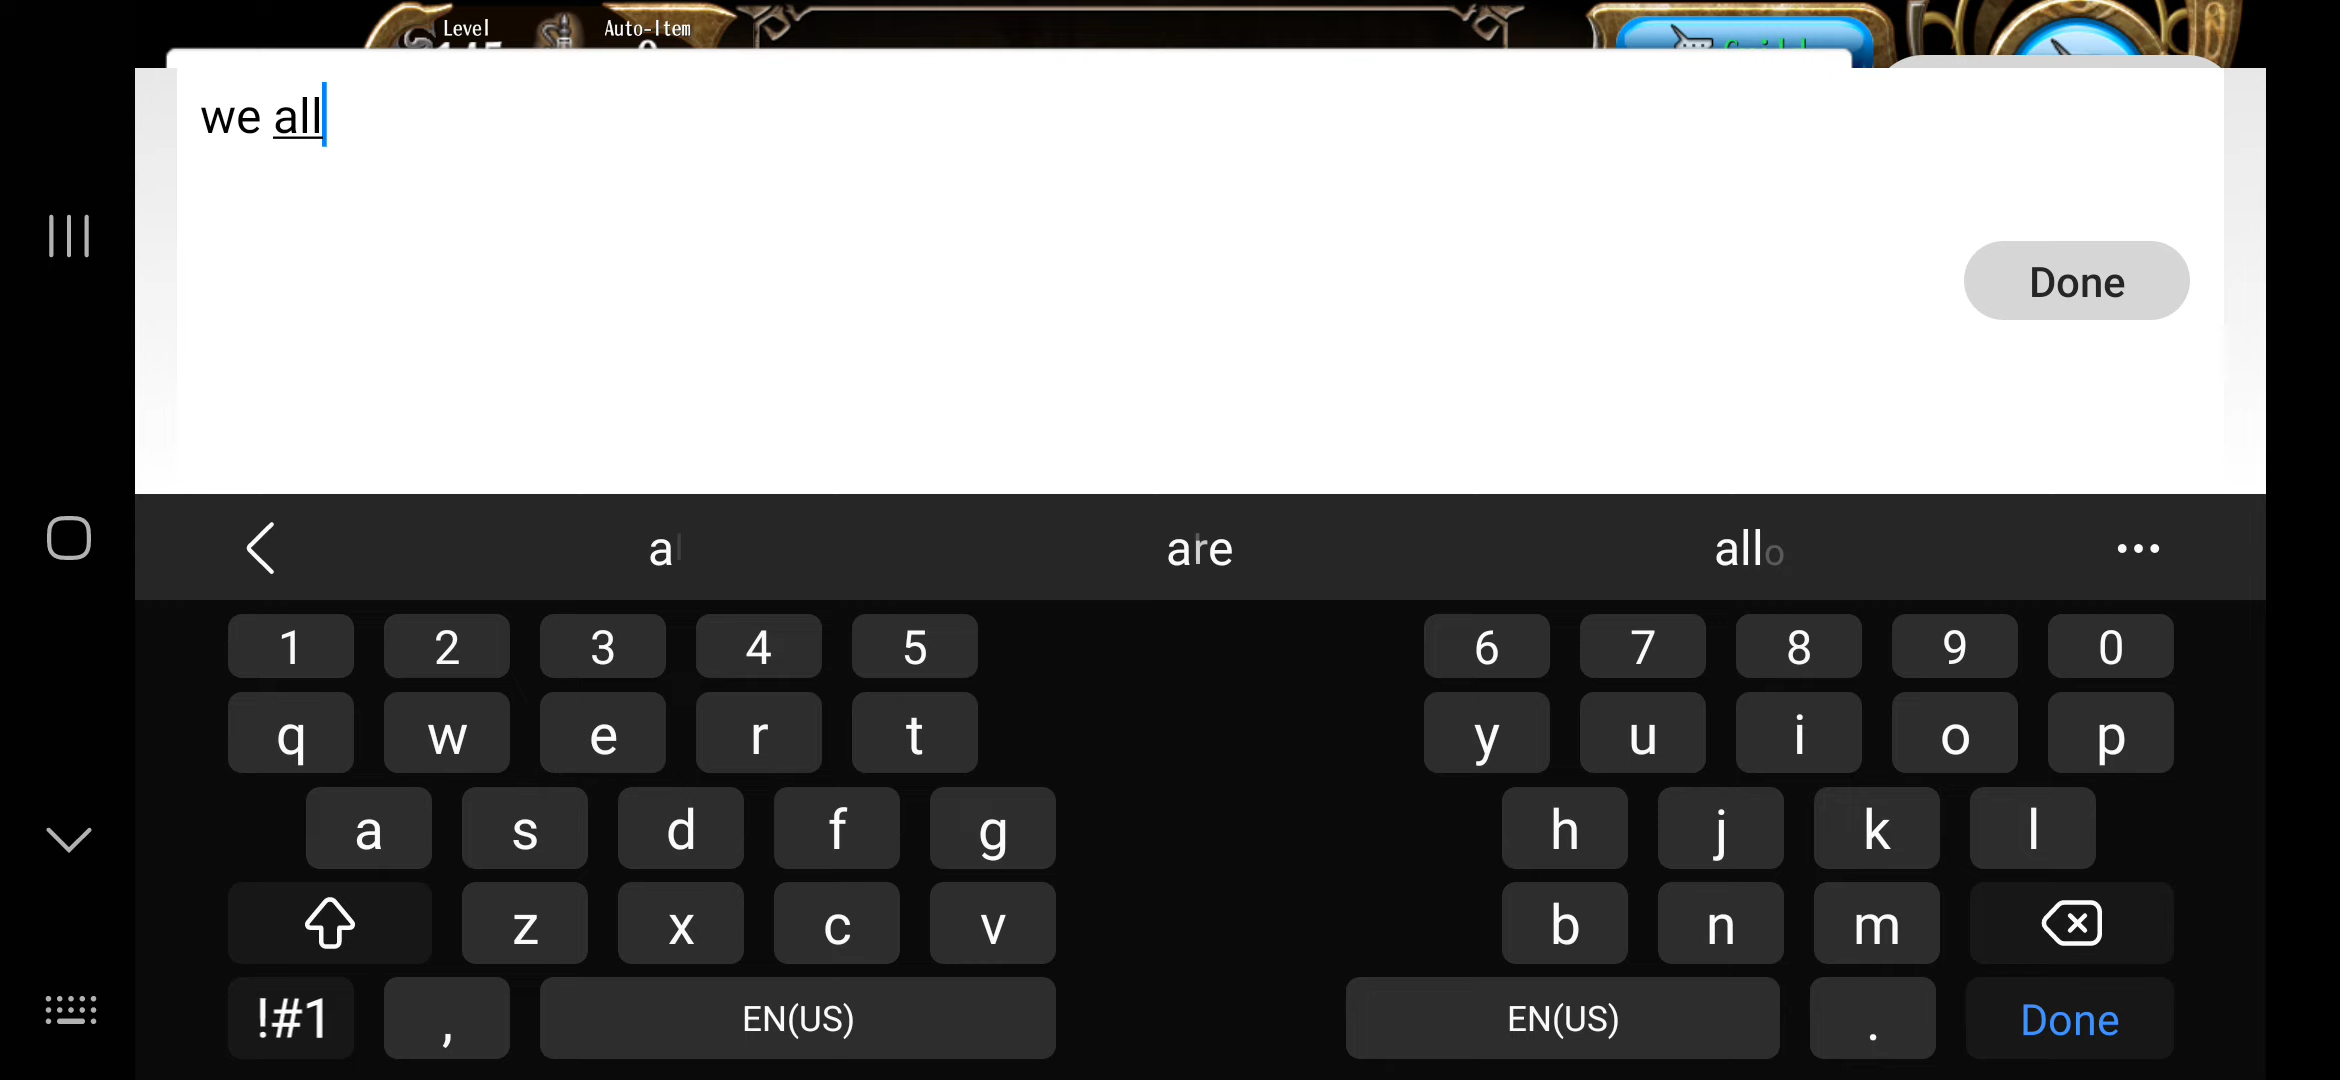 Level
Auto-Item
we all
Done
are
1 2 3 4 5 6 7 8 9 0
q w e r t y u i o p
a s d f g h j k l
z x c v b n m
!#1 , EN(US) EN(US) . Done